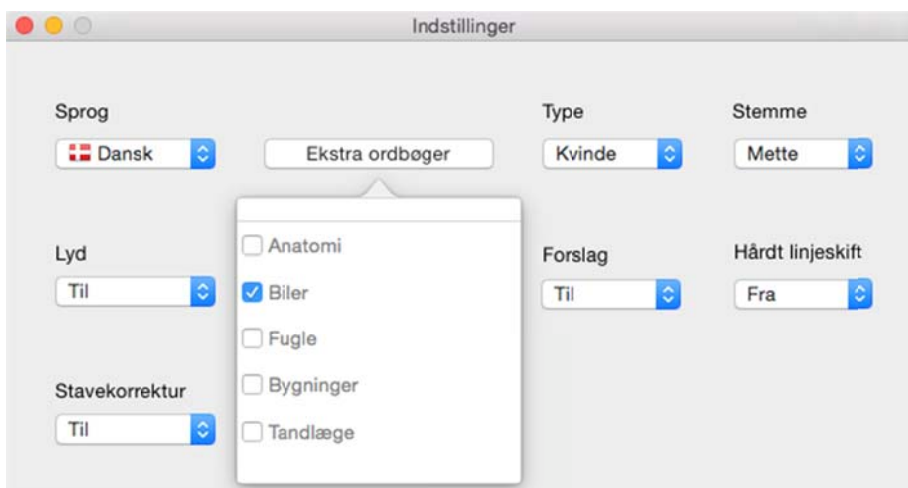 Indstillinger
Sprog
Type
Stemme
Dansk
Ekstra ordbøger
Kvinde
Mette
Lyd
Til
Anatomi
Biler
Fugle
Bygninger
Tandlæge
Forslag
Til
Hårdt linjeskift
Fra
Stavekorrektur
Til